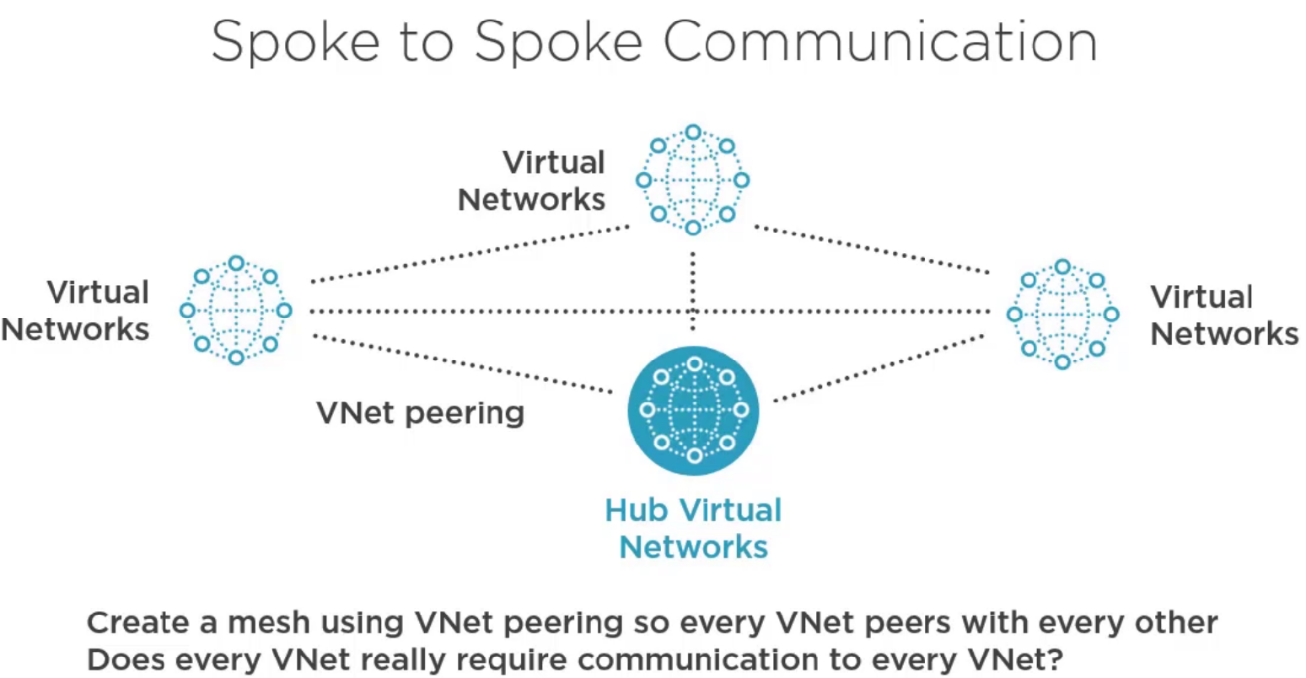 Spoke to Spoke Communication
Virtual
Networks
Virtual
Networks
Virtual
Networks
VNet peering
Hub Virtual
Networks
Create a mesh using VNet peering so every VNet peers with every other
Does every VNet really require communication to every VNet?